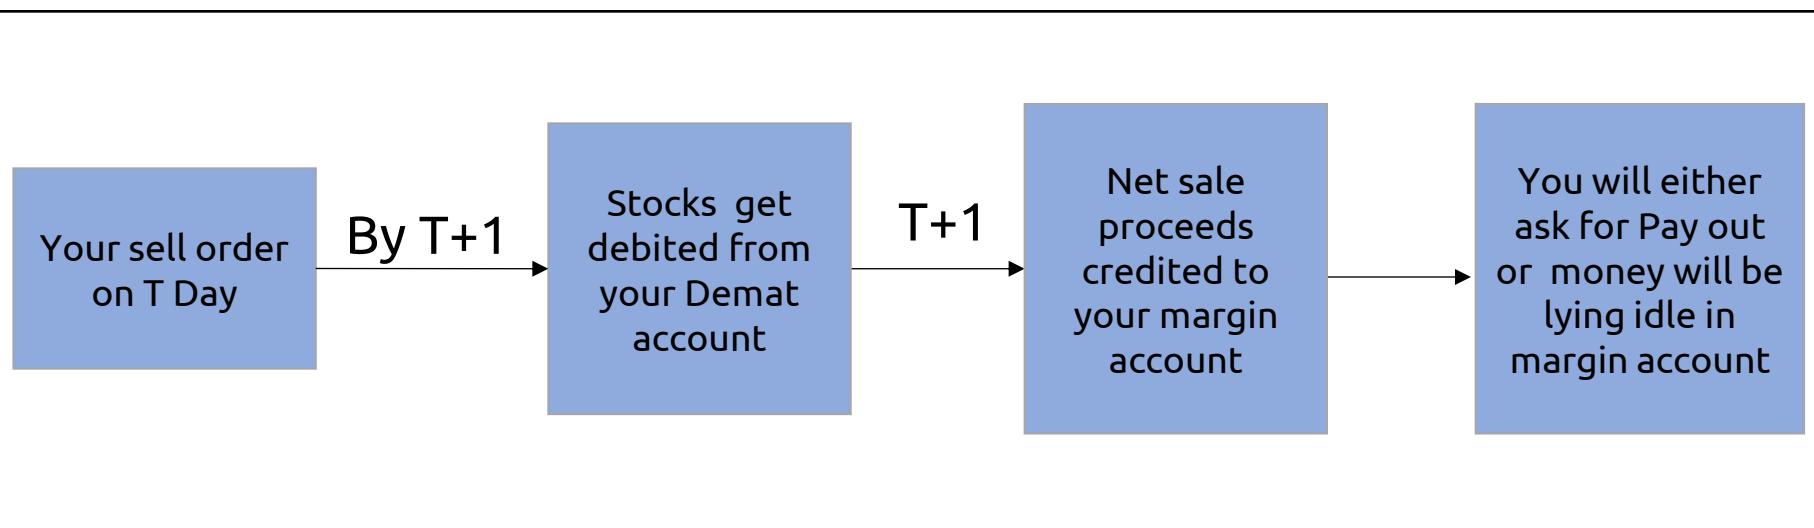 Your sell order
on T Day
By T+1
Stocks  get
debited from
your Demat
account
T+1
Net sale
proceeds
credited to
your margin
account
You will either
ask for Pay out
or  money will be
lying idle in
margin account